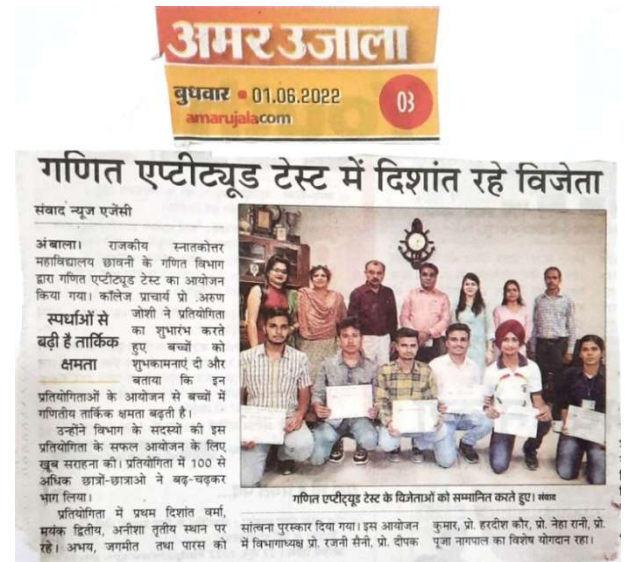 अमर उजाला
बुधवार • 01.06.2022
amarujala.com
03
गणित एप्टीट्यूड टेस्ट में दिशांत रहे विजेता
संवाद न्यूज एजेंसी
अंबाला। राजकीय स्नातकोत्तर
महाविद्यालय छावनी के गणित विभाग
द्वारा गणित एप्टीट्यूड टेस्ट का आयोजन
किया गया। कॉलेज प्राचार्य प्रो .अरुण
जोशी ने प्रतियोगिता
का शुभारंभ करते
हुए बच्चों को
शुभकामनाएं दी और
बताया कि इन
स्पर्धाओं से
बढ़ी है तार्किक
क्षमता
प्रतियोगिताओं के आयोजन से बच्चों में
गणितीय तार्किक क्षमता बढ़ती है।
उन्होंने विभाग के सदस्यों की इस
प्रतियोगिता के सफल आयोजन के लिए
खूब सराहना की। प्रतियोगिता में 100 से
अधिक छात्रों-छात्राओ ने बढ़-चढ़कर
भाग लिया।
प्रतियोगिता में प्रथम दिशांत वर्मा,
मयंक द्वितीय, अनीशा तृतीय स्थान पर
रहे। अभय, जगमीत तथा पारस को
गणित एप्टीट्यूड टेस्ट के विजेताओं को सम्मानित करते हुए। संवाद
सांत्वना पुरस्कार दिया गया। इस आयोजन
में विभागाध्यक्ष प्रो. रजनी सैनी, प्रो. दीपक
कुमार, प्रो. हरदीश कौर, प्रो. नेहा रानी, प्रो.
पूजा नागपाल का विशेष योगदान रहा।